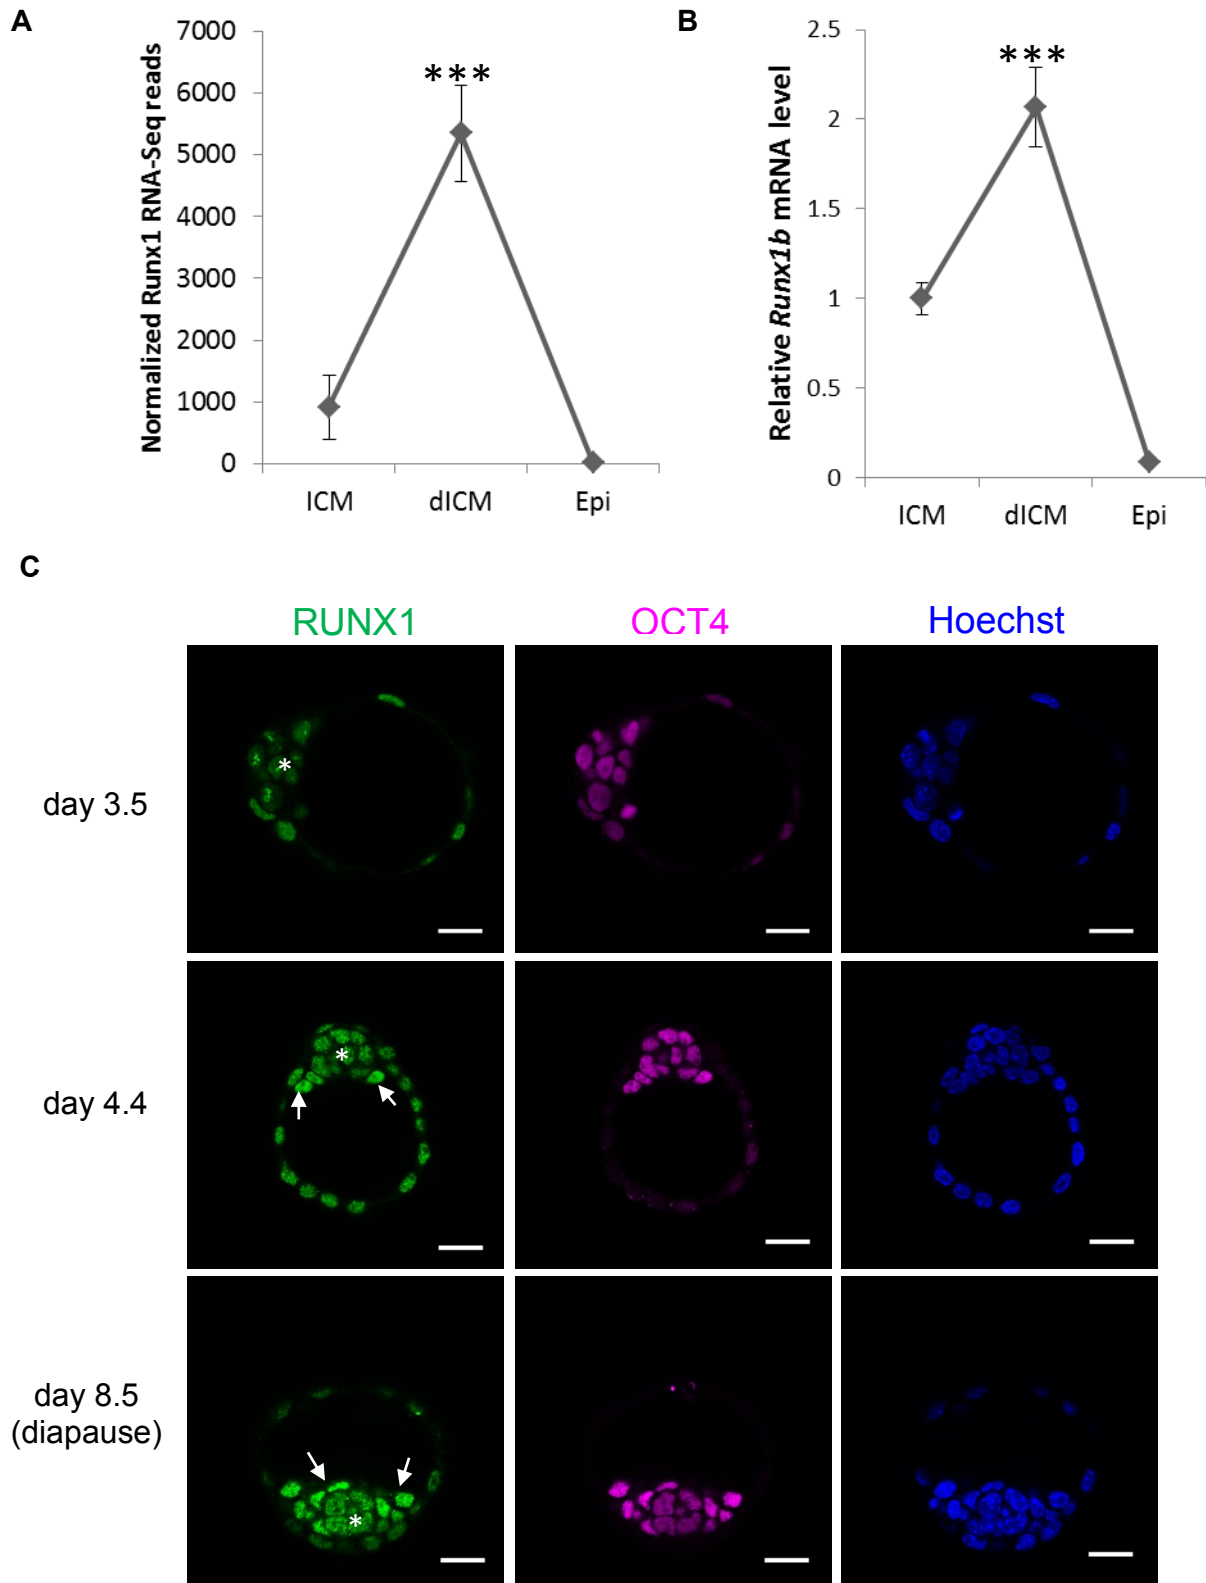 A
Normalized Runx1 RNA-Seq reads
7000
6000
5000
4000
3000
2000
1000
0
***
ICM dICM Epi
B
Relative Runx1b mRNA level
2.5
2
1.5
1
0.5
0
***
ICM dICM Epi
C
RUNX1 OCT4 Hoechst
day 3.5
*
day 4.4
*
day 8.5
(diapause)
*